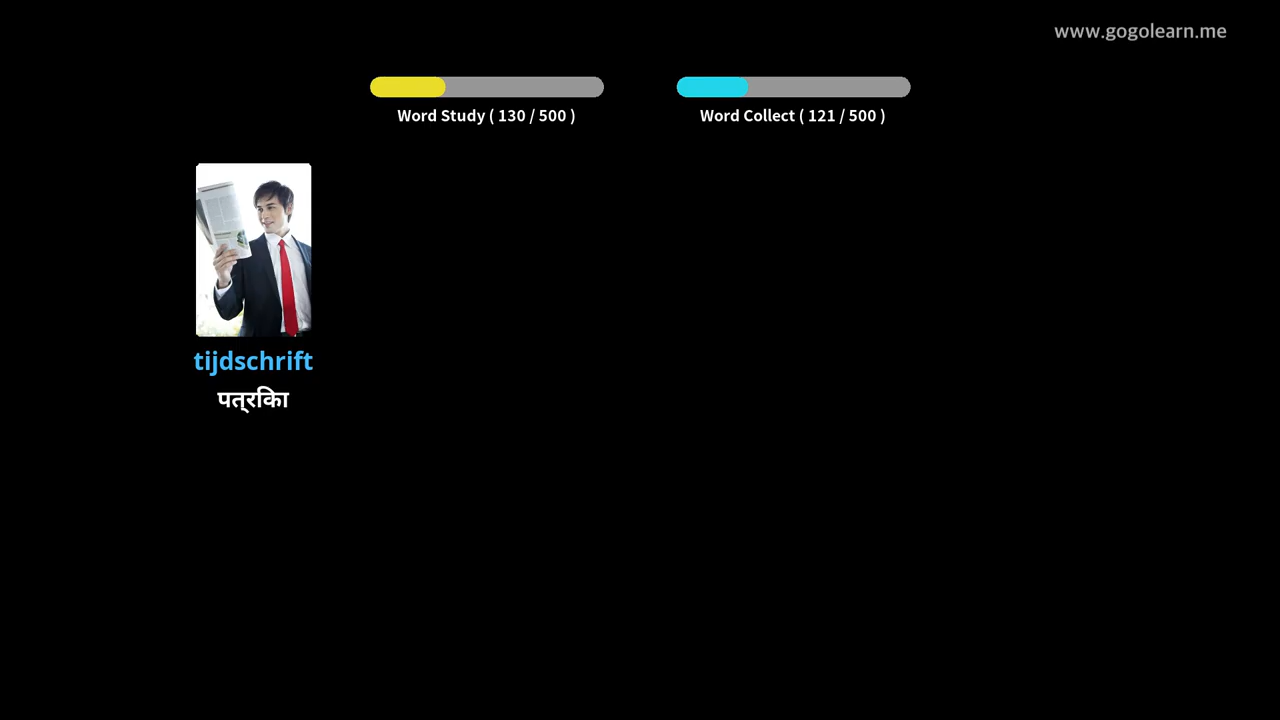 www.gogolearn.me
Word Study ( 130 / 500 )
Word Collect ( 121 / 500 )
tijdschrift
पत्रिका